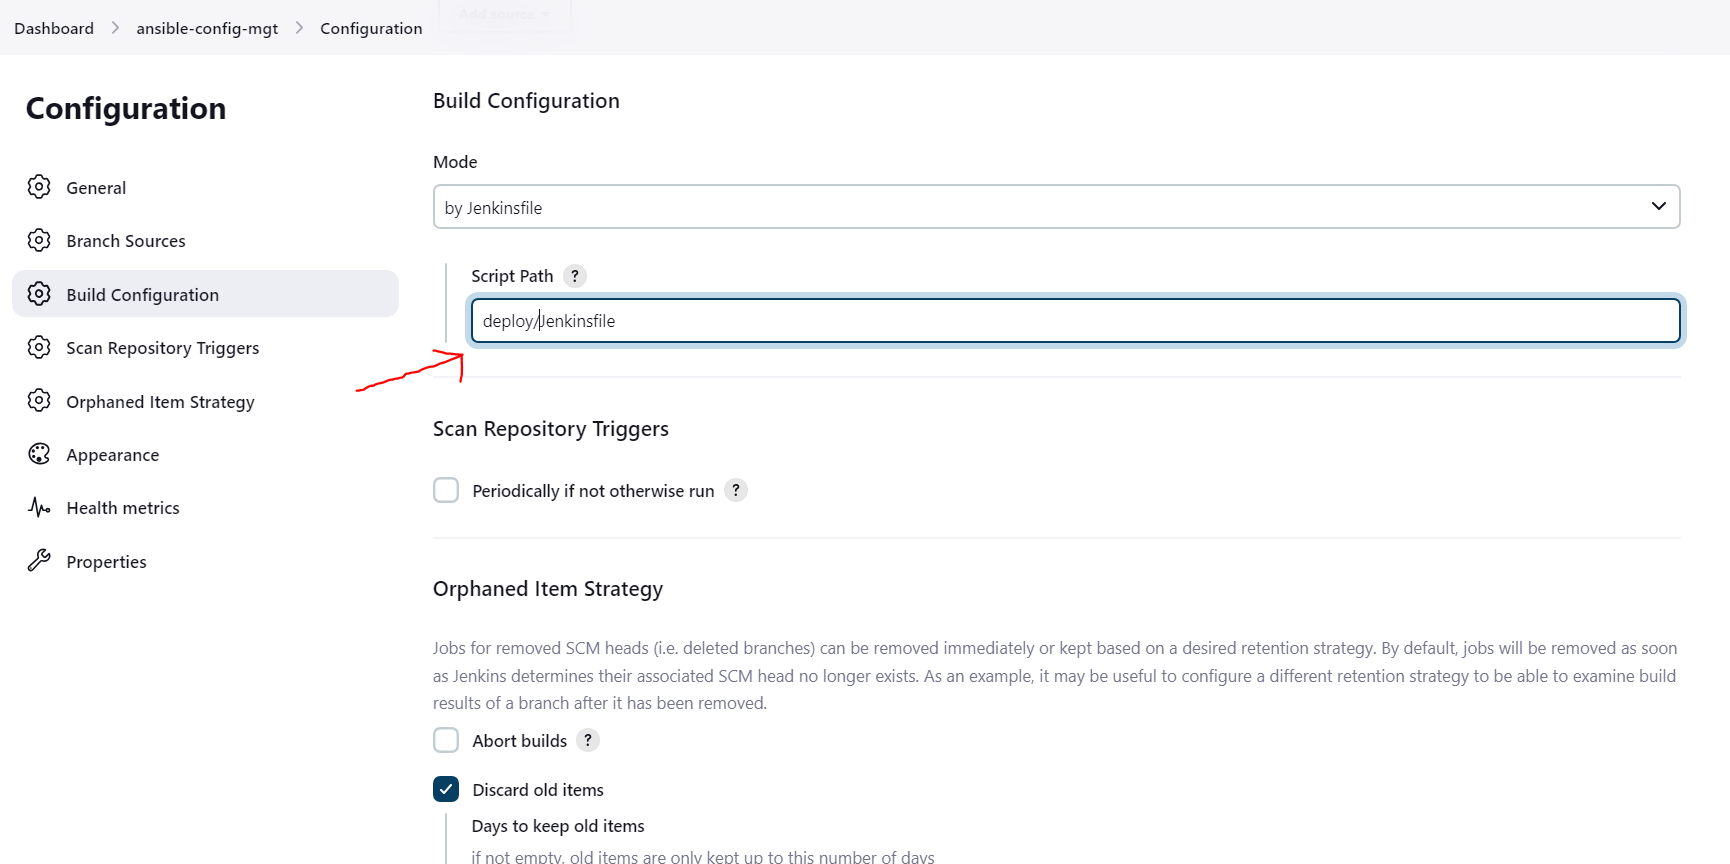 Add source
Dashboard > ansible-config-mgt > Configuration
Configuration
General
Branch Sources
Build Configuration
Scan Repository Triggers
Orphaned Item Strategy
Appearance
Health metrics
Properties
Build Configuration
Mode
by Jenkinsfile
Script Path ?
deploy/Jenkinsfile
Scan Repository Triggers
Periodically if not otherwise run ?
Orphaned Item Strategy
Jobs for removed SCM heads (i.e. deleted branches) can be removed immediately or kept based on a desired retention strategy. By default, jobs will be removed as soon
as Jenkins determines their associated SCM head no longer exists. As an example, it may be useful to configure a different retention strategy to be able to examine build
results of a branch after it has been removed.
Abort builds ?
Discard old items
Days to keep old items
if not empty, old items are only kept up to this number of days